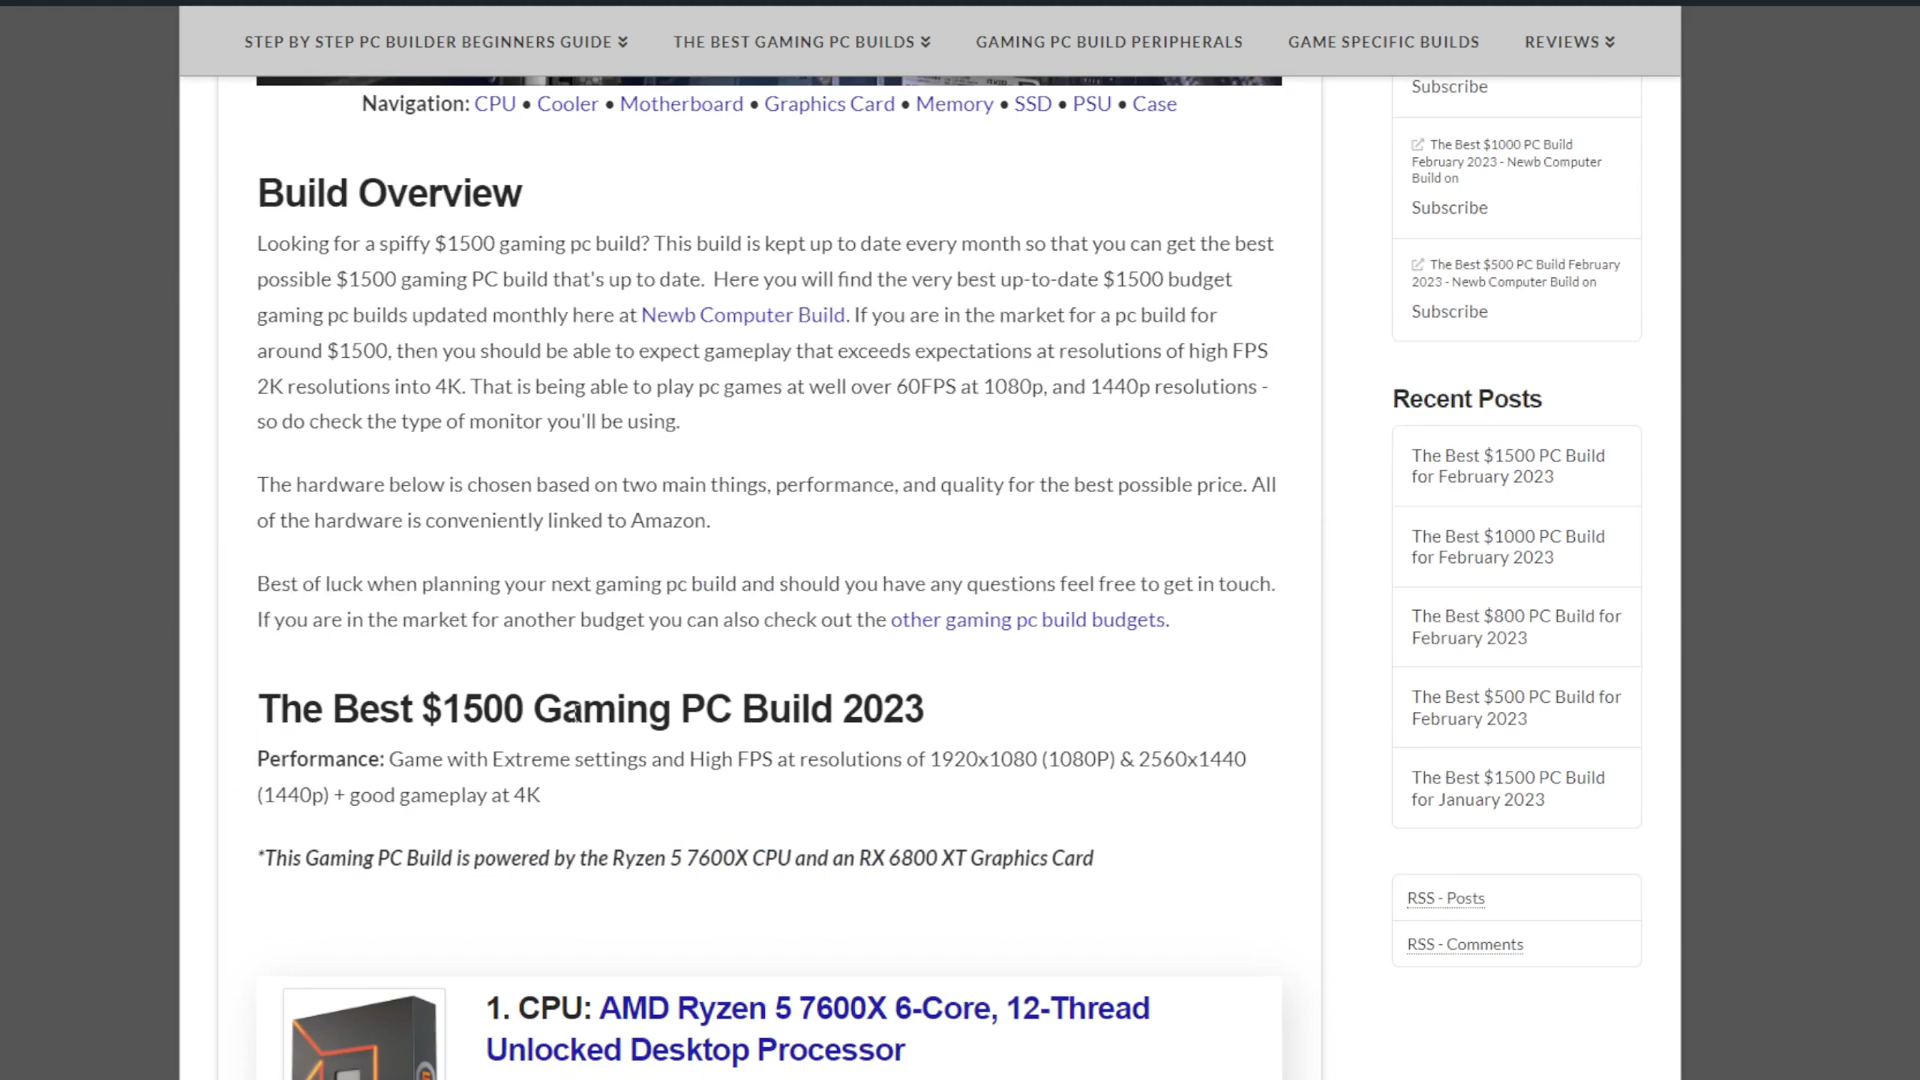 STEP BY STEP PC BUILDER BEGINNERS GUIDE
THE BEST GAMING PC BUILDS
GAMING PC BUILD PERIPHERALS
GAME SPECIFIC BUILDS
REVIEWS
Navigation: CPU • Cooler • Motherboard • Graphics Card • Memory • SSD • PSU • Case
Build Overview
Looking for a spiffy $1500 gaming pc build? This build is kept up to date every month so that you can get the best
possible $1500 gaming PC build that's up to date.  Here you will find the very best up-to-date $1500 budget
gaming pc builds updated monthly here at Newb Computer Build. If you are in the market for a pc build for
around $1500, then you should be able to expect gameplay that exceeds expectations at resolutions of high FPS
2K resolutions into 4K. That is being able to play pc games at well over 60FPS at 1080p, and 1440p resolutions -
so do check the type of monitor you'll be using.
The hardware below is chosen based on two main things, performance, and quality for the best possible price. All
of the hardware is conveniently linked to Amazon.
Best of luck when planning your next gaming pc build and should you have any questions feel free to get in touch.
If you are in the market for another budget you can also check out the other gaming pc build budgets.
The Best $1500 Gaming PC Build 2023
Performance: Game with Extreme settings and High FPS at resolutions of 1920x1080 (1080P) & 2560x1440
(1440p) + good gameplay at 4K
*This Gaming PC Build is powered by the Ryzen 5 7600X CPU and an RX 6800 XT Graphics Card
1. CPU: AMD Ryzen 5 7600X 6-Core, 12-Thread
Unlocked Desktop Processor
Subscribe
The Best $1000 PC Build
February 2023 - Newb Computer
Build on
Subscribe
The Best $500 PC Build February
2023 - Newb Computer Build on
Subscribe
Recent Posts
The Best $1500 PC Build
for February 2023
The Best $1000 PC Build
for February 2023
The Best $800 PC Build for
February 2023
The Best $500 PC Build for
February 2023
The Best $1500 PC Build
for January 2023
RSS - Posts
RSS - Comments